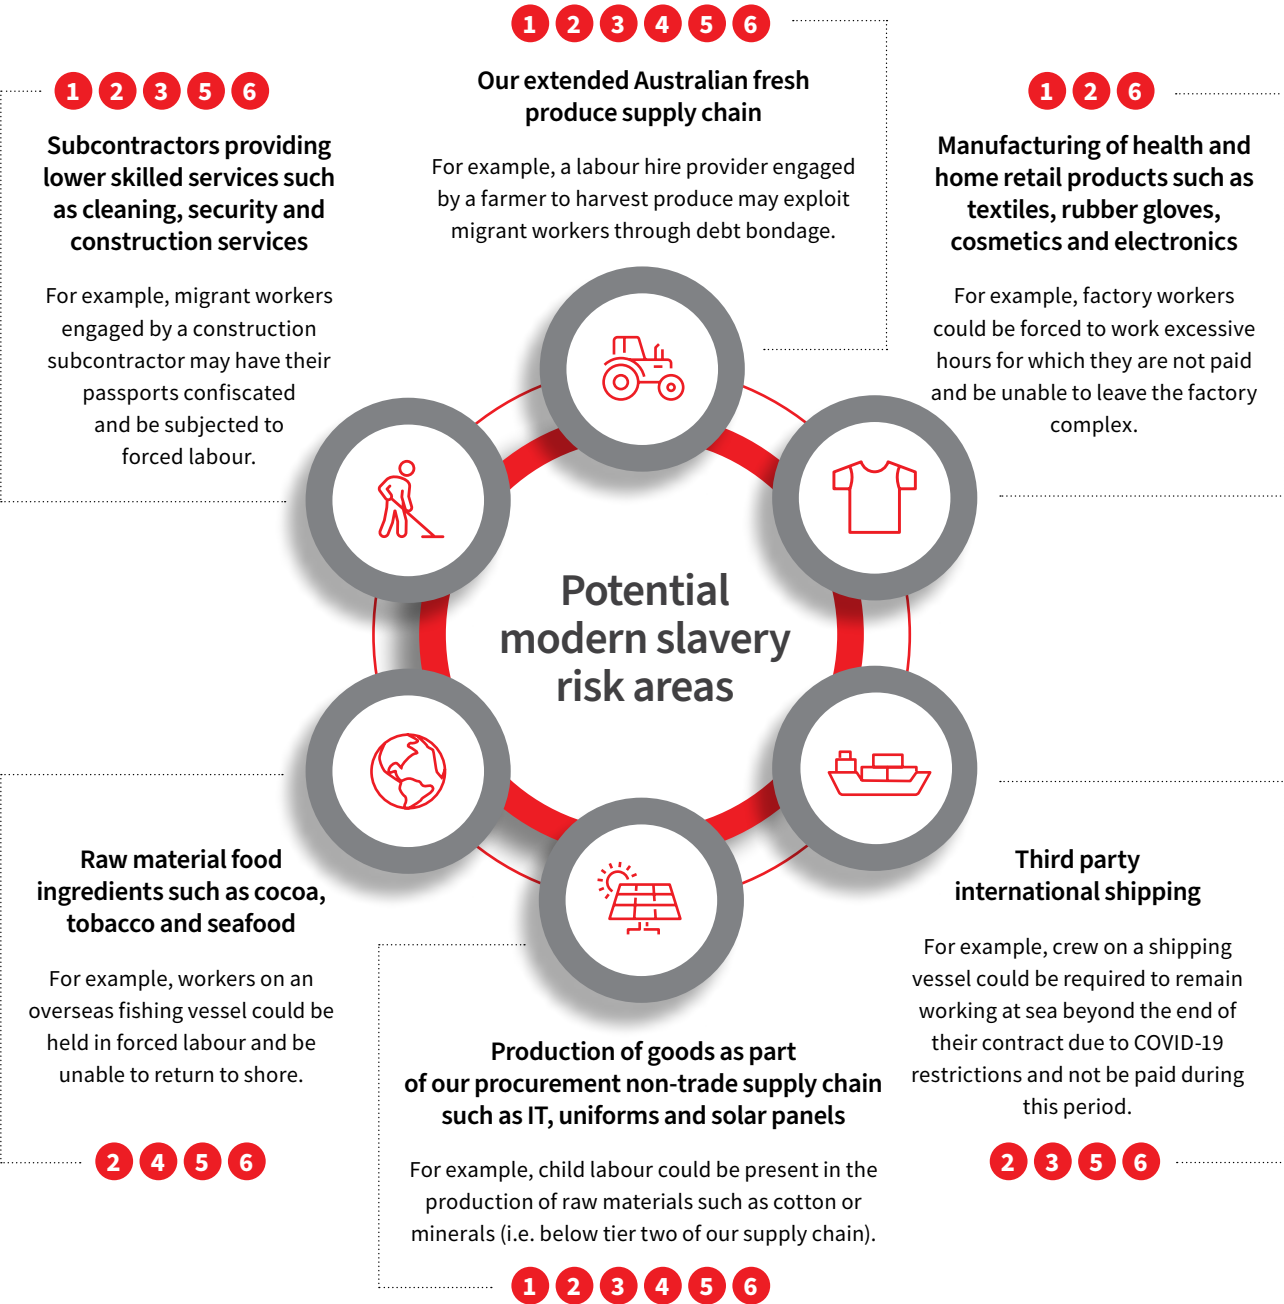 1 2 3 4 5 6
Our extended Australian fresh
produce supply chain
For example, a labour hire provider engaged
by a farmer to harvest produce may exploit
migrant workers through debt bondage.
1 2 3 5 6
Subcontractors providing
lower skilled services such
as cleaning, security and
construction services
For example, migrant workers
engaged by a construction
subcontractor may have their
passports confiscated
and be subjected to
forced labour.
1 2 6
Manufacturing of health and
home retail products such as
textiles, rubber gloves,
cosmetics and electronics
For example, factory workers
could be forced to work excessive
hours for which they are not paid
and be unable to leave the factory
complex.
Potential
modern slavery
risk areas
Raw material food
ingredients such as cocoa,
tobacco and seafood
For example, workers on an
overseas fishing vessel could be
held in forced labour and be
unable to return to shore.
2 4 5 6
Production of goods as part
of our procurement non-trade supply chain
such as IT, uniforms and solar panels
For example, child labour could be present in the
production of raw materials such as cotton or
minerals (i.e. below tier two of our supply chain).
1 2 3 4 5 6
Third party
international shipping
For example, crew on a shipping
vessel could be required to remain
working at sea beyond the end of
their contract due to COVID-19
restrictions and not be paid during
this period.
2 3 5 6